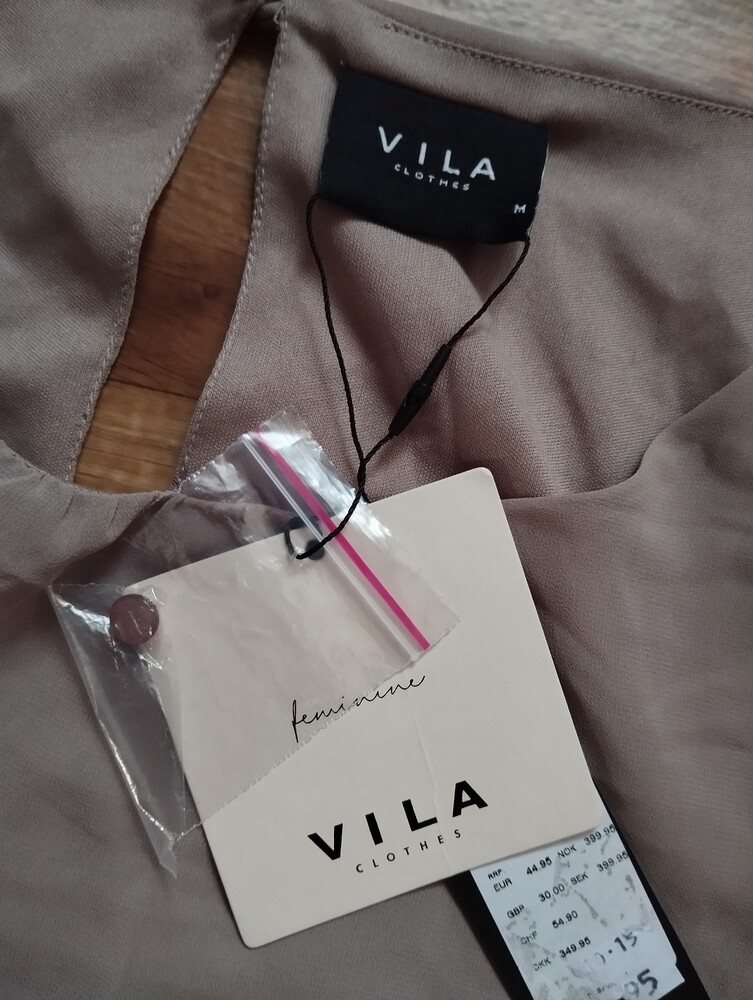 VILA
CLOTHES
M
feminine
VILA
CLOTHES
RRP:
EUR 44.95 NOK 399.95
GBP 30.00 SEK 399.95
CHF 54.90
DKK 349.95